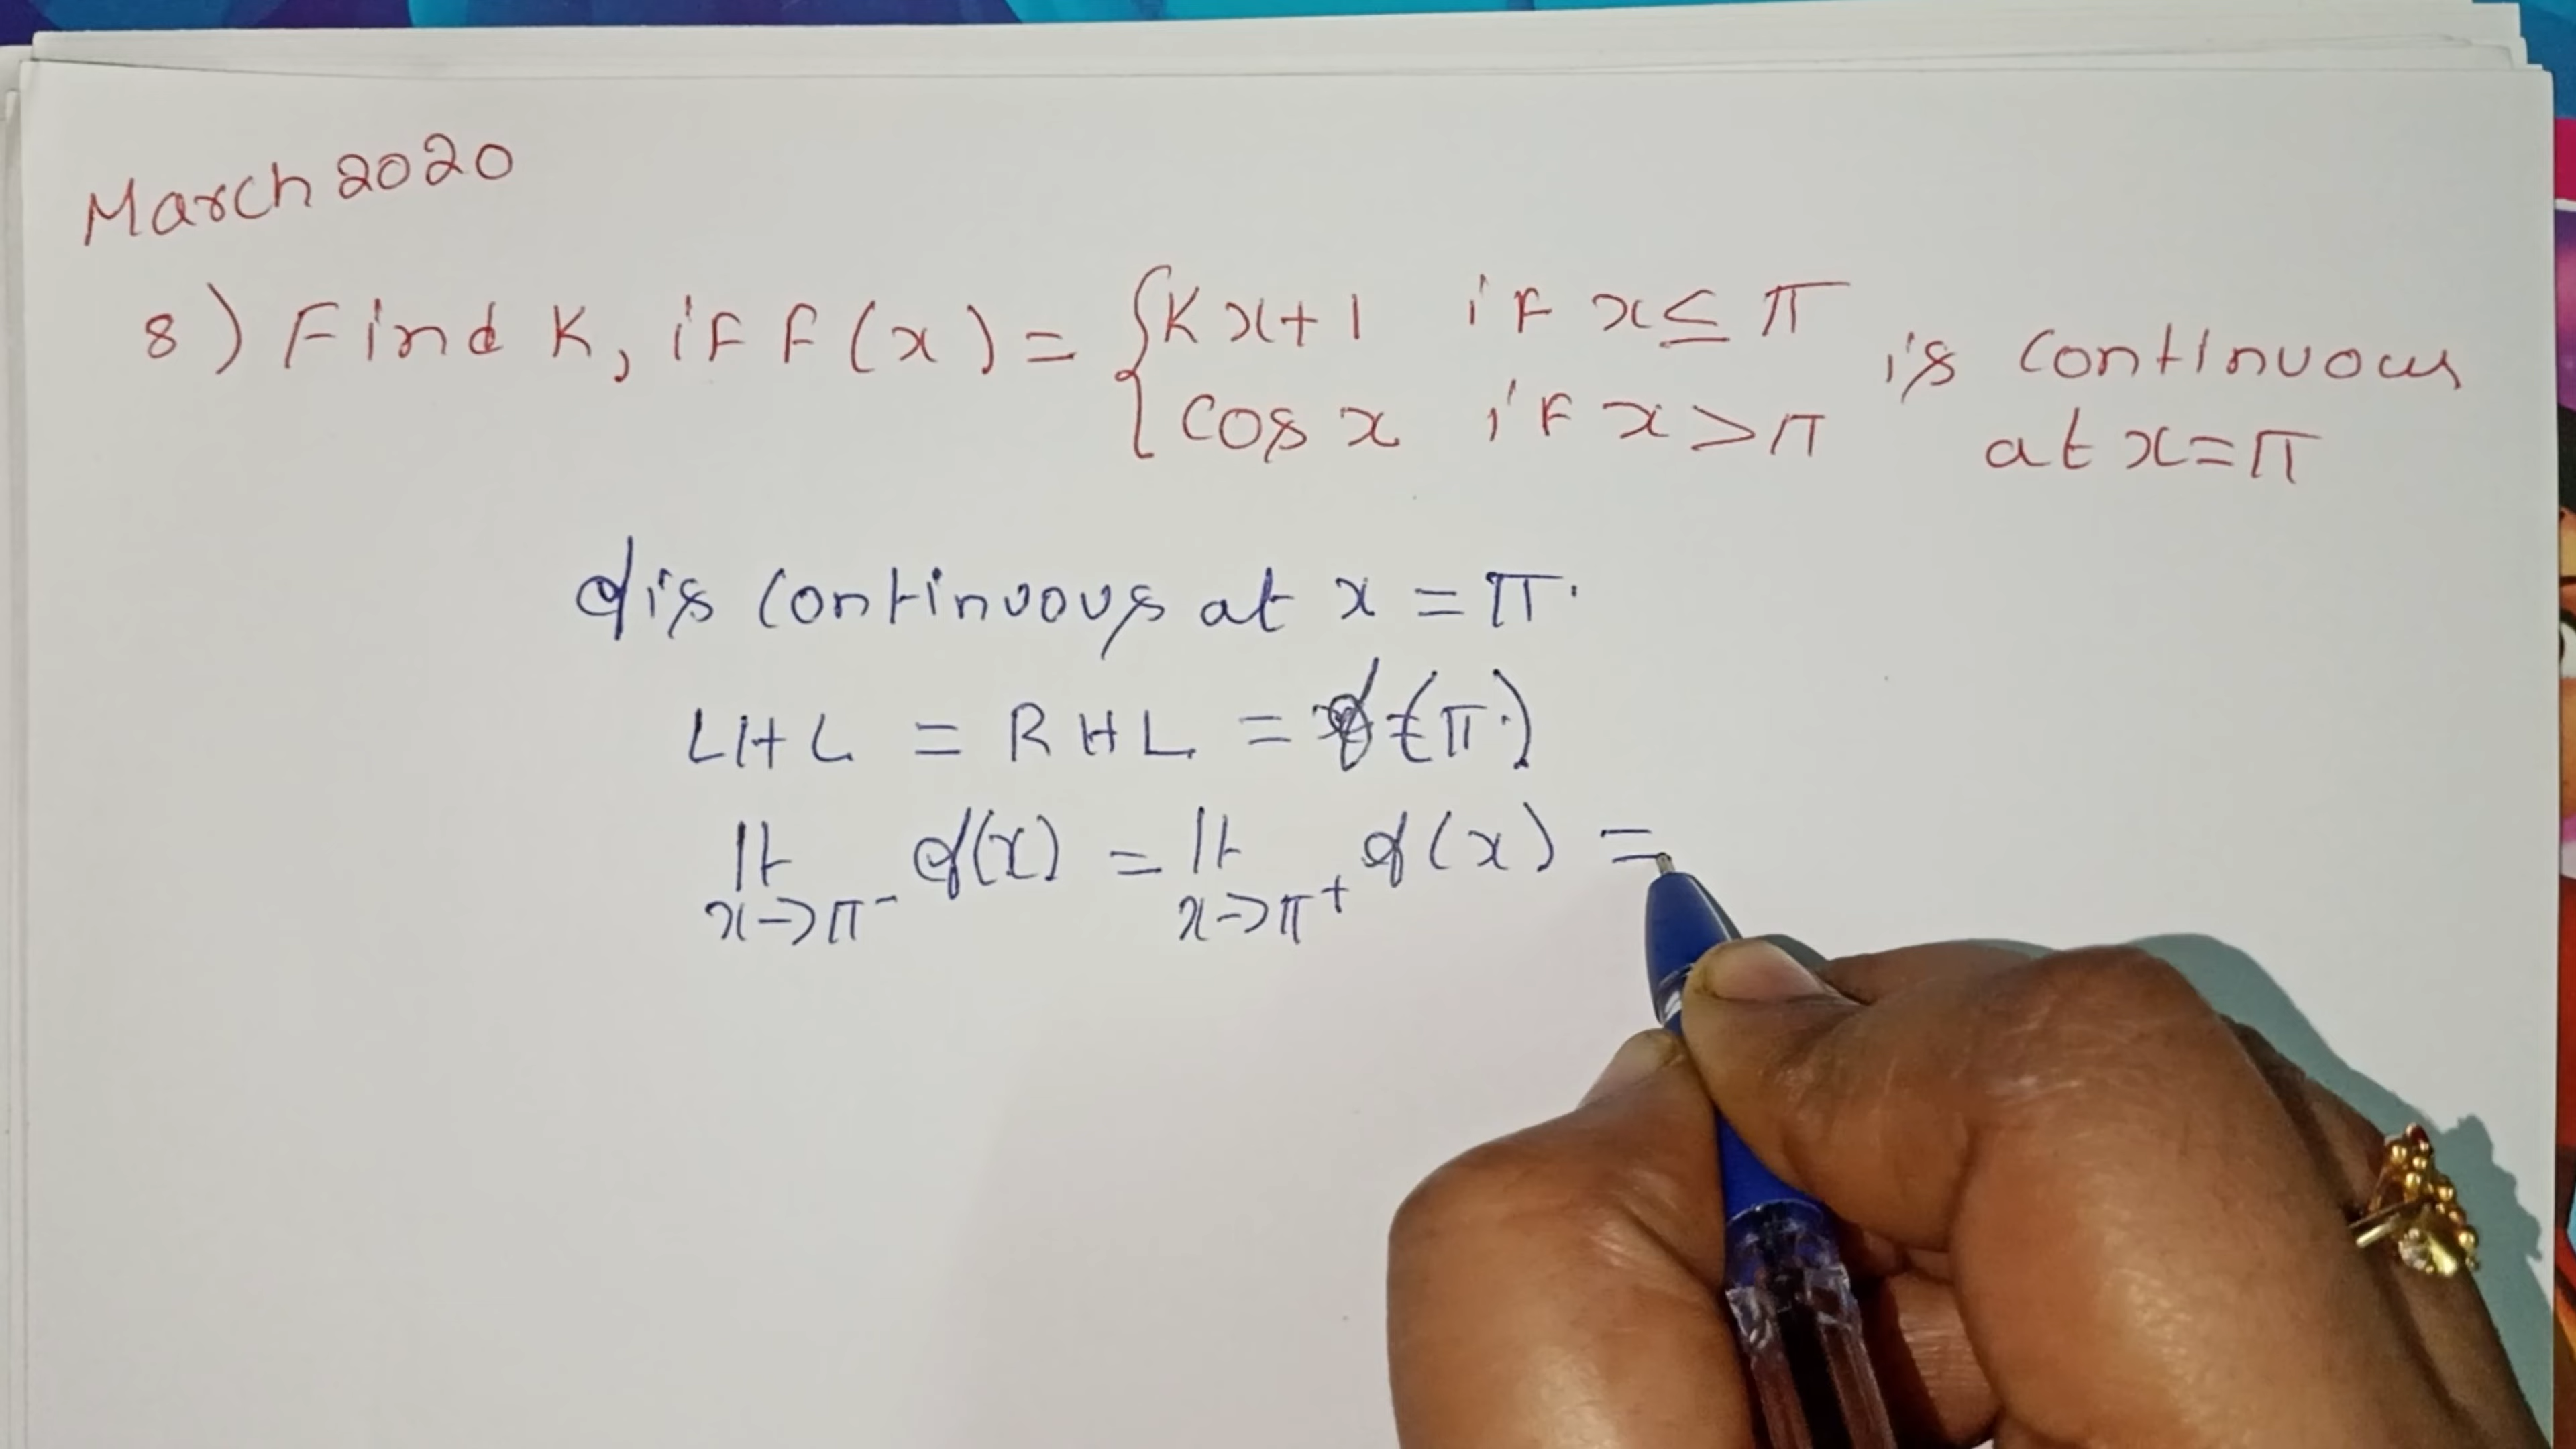 March 2020
8) Find K, if f(x) = { Kx+1 if x ≤ π is continuous
cos x if x > π at x = π
f is continuous at x = π.
LHL = RHL = f(π)
lt x→π⁻ f(x) = lt x→π⁺ f(x) =